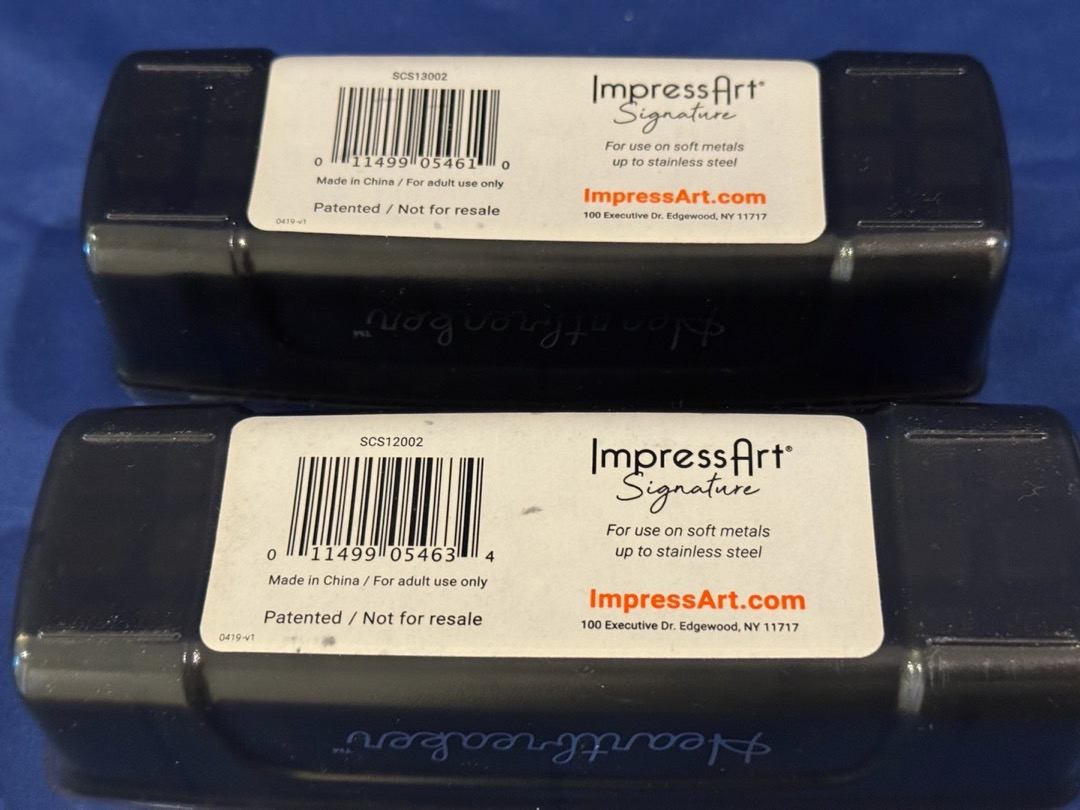 SCS13002
0 11499 05461 0
Made in China / For adult use only
Patented / Not for resale
0419-v1
ImpressArt®
Signature
For use on soft metals
up to stainless steel
ImpressArt.com
100 Executive Dr. Edgewood, NY 11717
Heartbreaker™
SCS12002
0 11499 05463 4
Made in China / For adult use only
Patented / Not for resale
0419-v1
ImpressArt®
Signature
For use on soft metals
up to stainless steel
ImpressArt.com
100 Executive Dr. Edgewood, NY 11717
Heartbreaker™